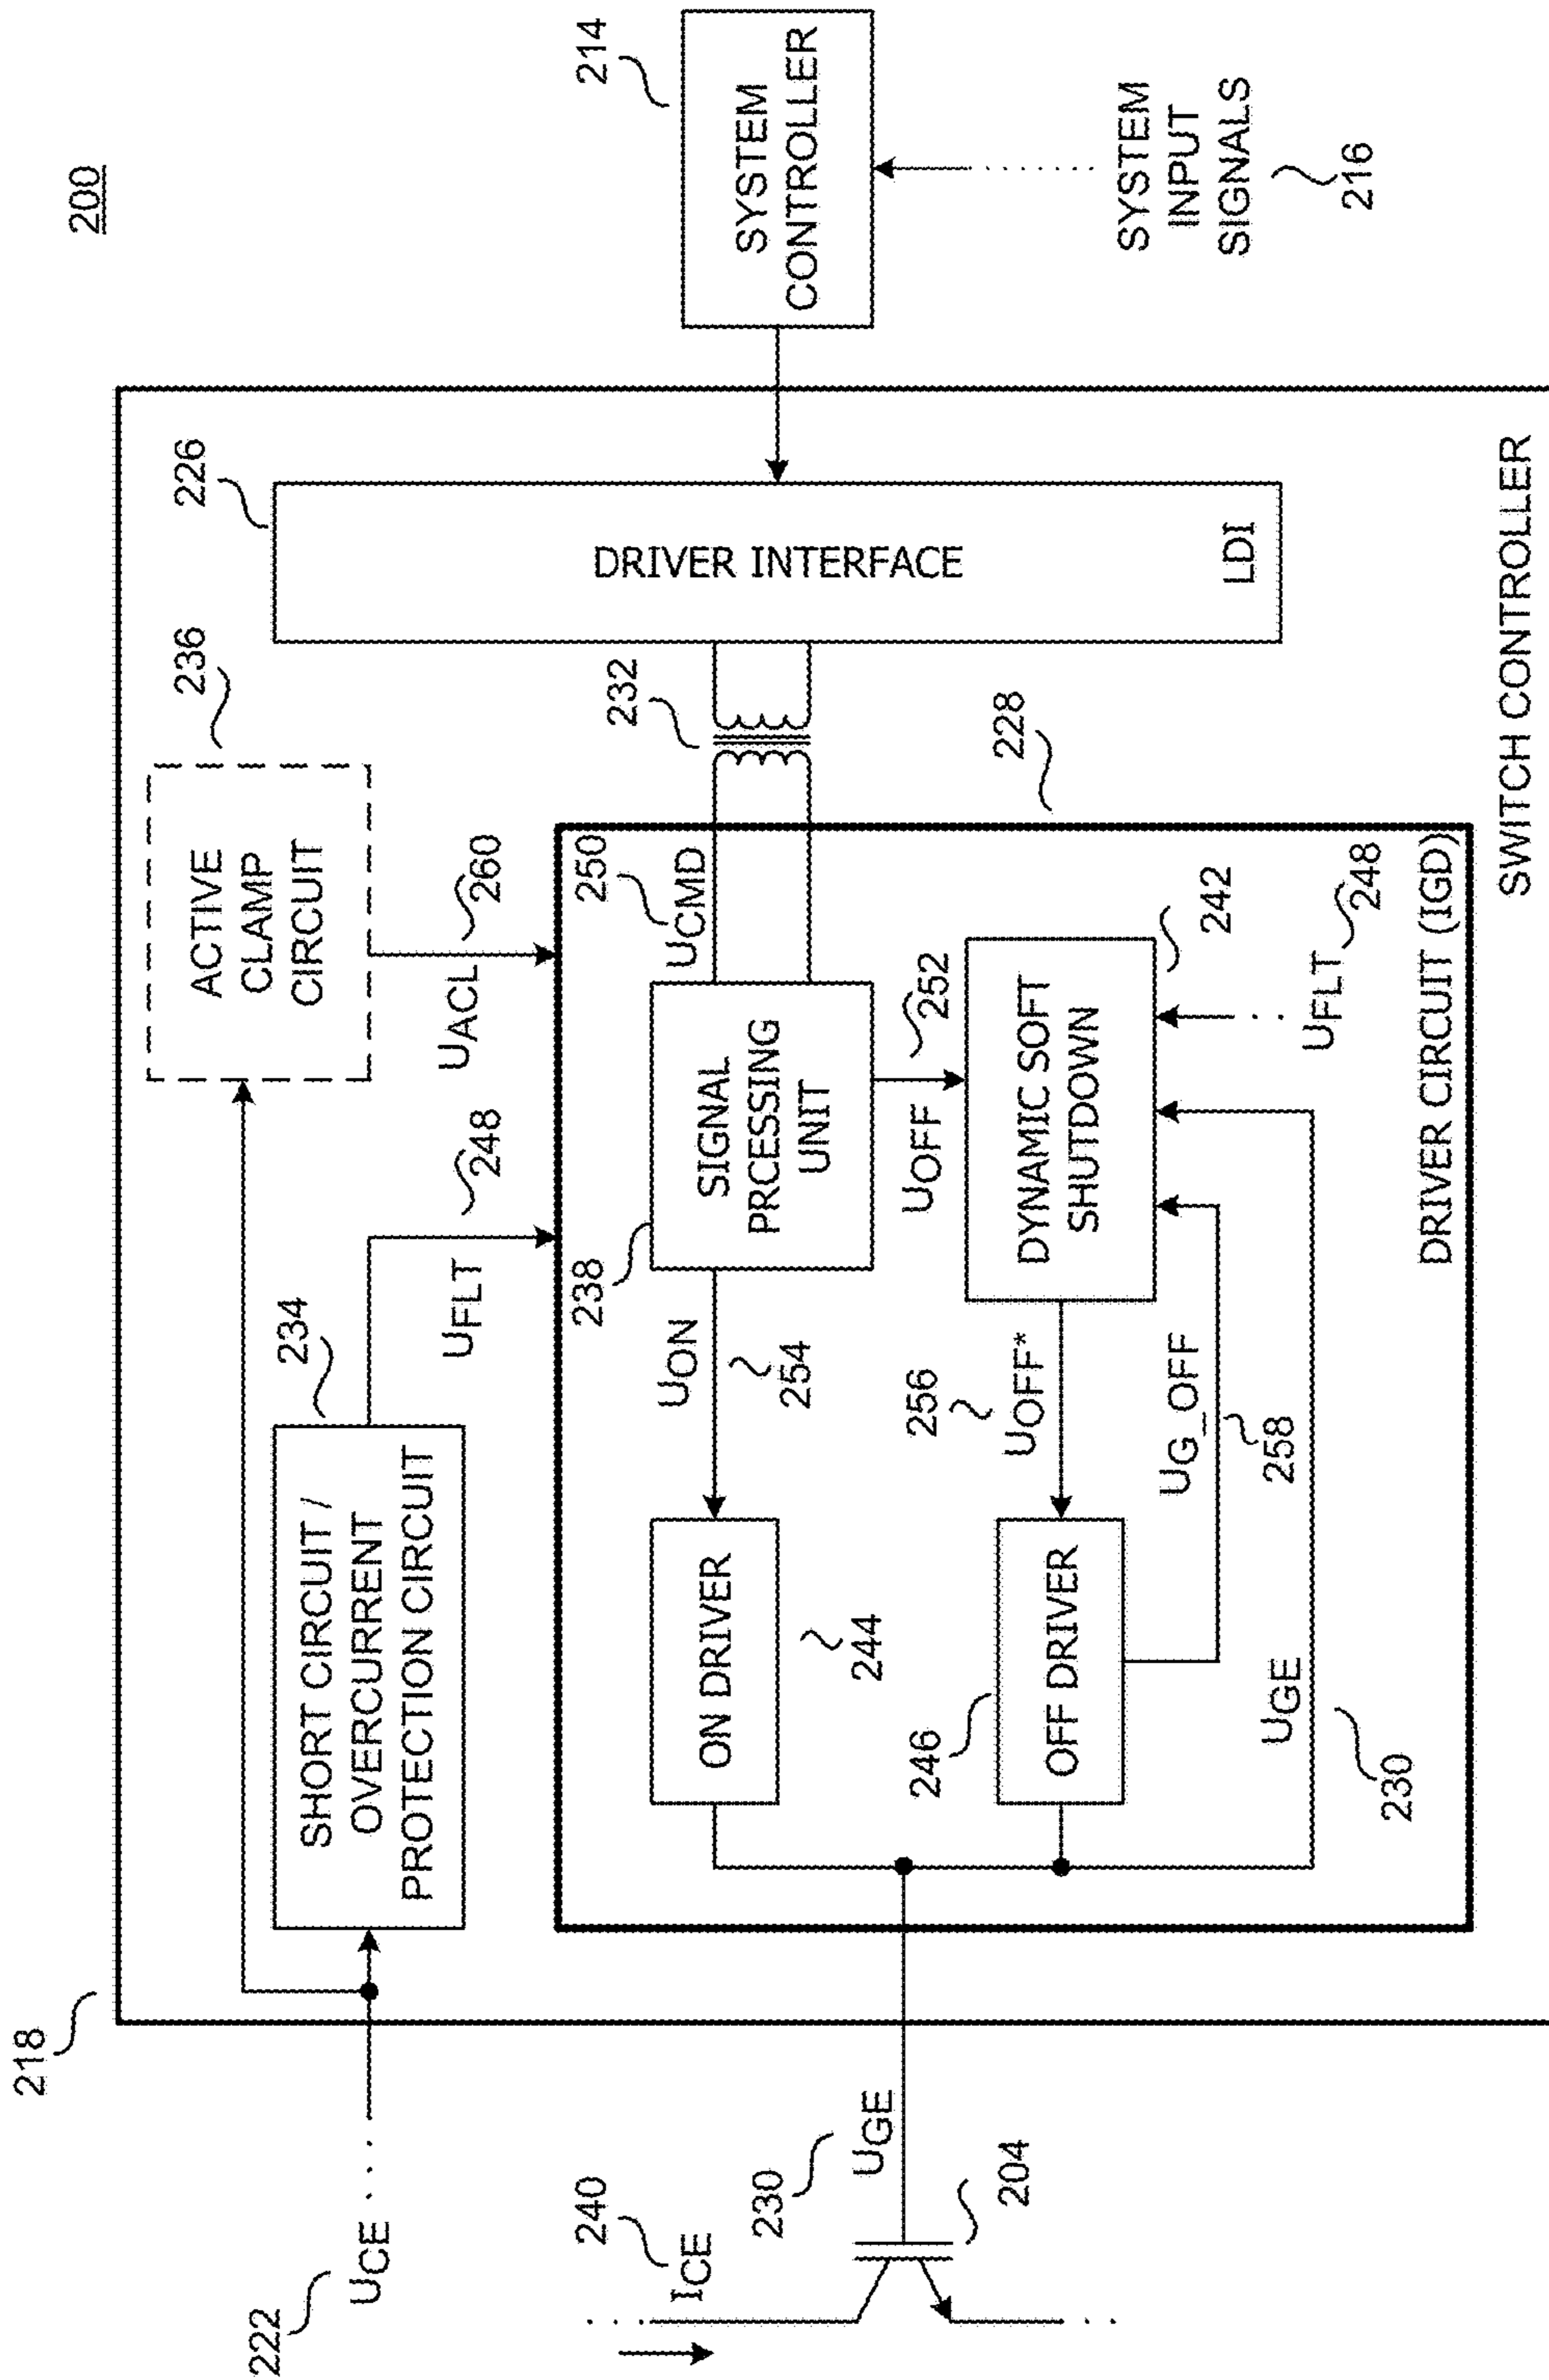 200
218
222
UCE
234
SHORT CIRCUIT /
OVERCURRENT
PROTECTION CIRCUIT
236
ACTIVE
CLAMP
CIRCUIT
UFLT
248
UACL
260
226
DRIVER INTERFACE
LDI
214
SYSTEM
CONTROLLER
SYSTEM
INPUT
SIGNALS
216
232
228
250
UCMD
238
SIGNAL
PRCESSING
UNIT
UON
254
ON DRIVER
244
UOFF
252
DYNAMIC SOFT
SHUTDOWN
242
256
UOFF*
246
OFF DRIVER
UG_OFF
258
UGE
230
UFLT
248
DRIVER CIRCUIT (IGD)
SWITCH CONTROLLER
240
ICE
230
UGE
204